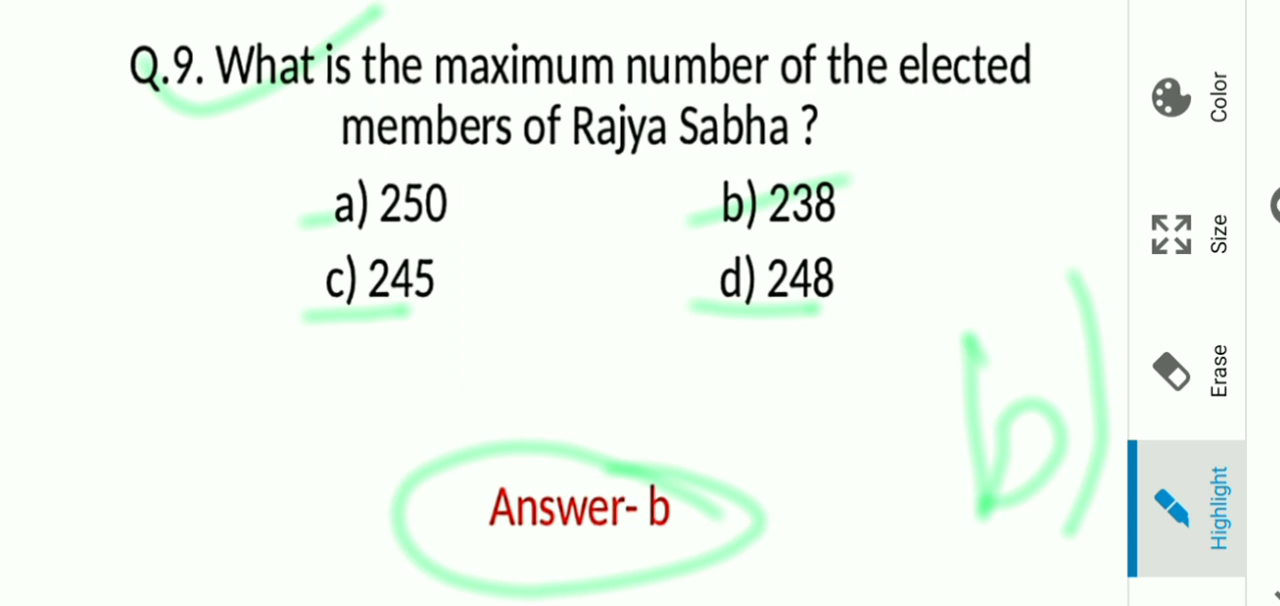 Q.9. What is the maximum number of the elected
members of Rajya Sabha ?
a) 250 b) 238
c) 245 d) 248
b)
Answer- b
Color
Size
Erase
Highlight